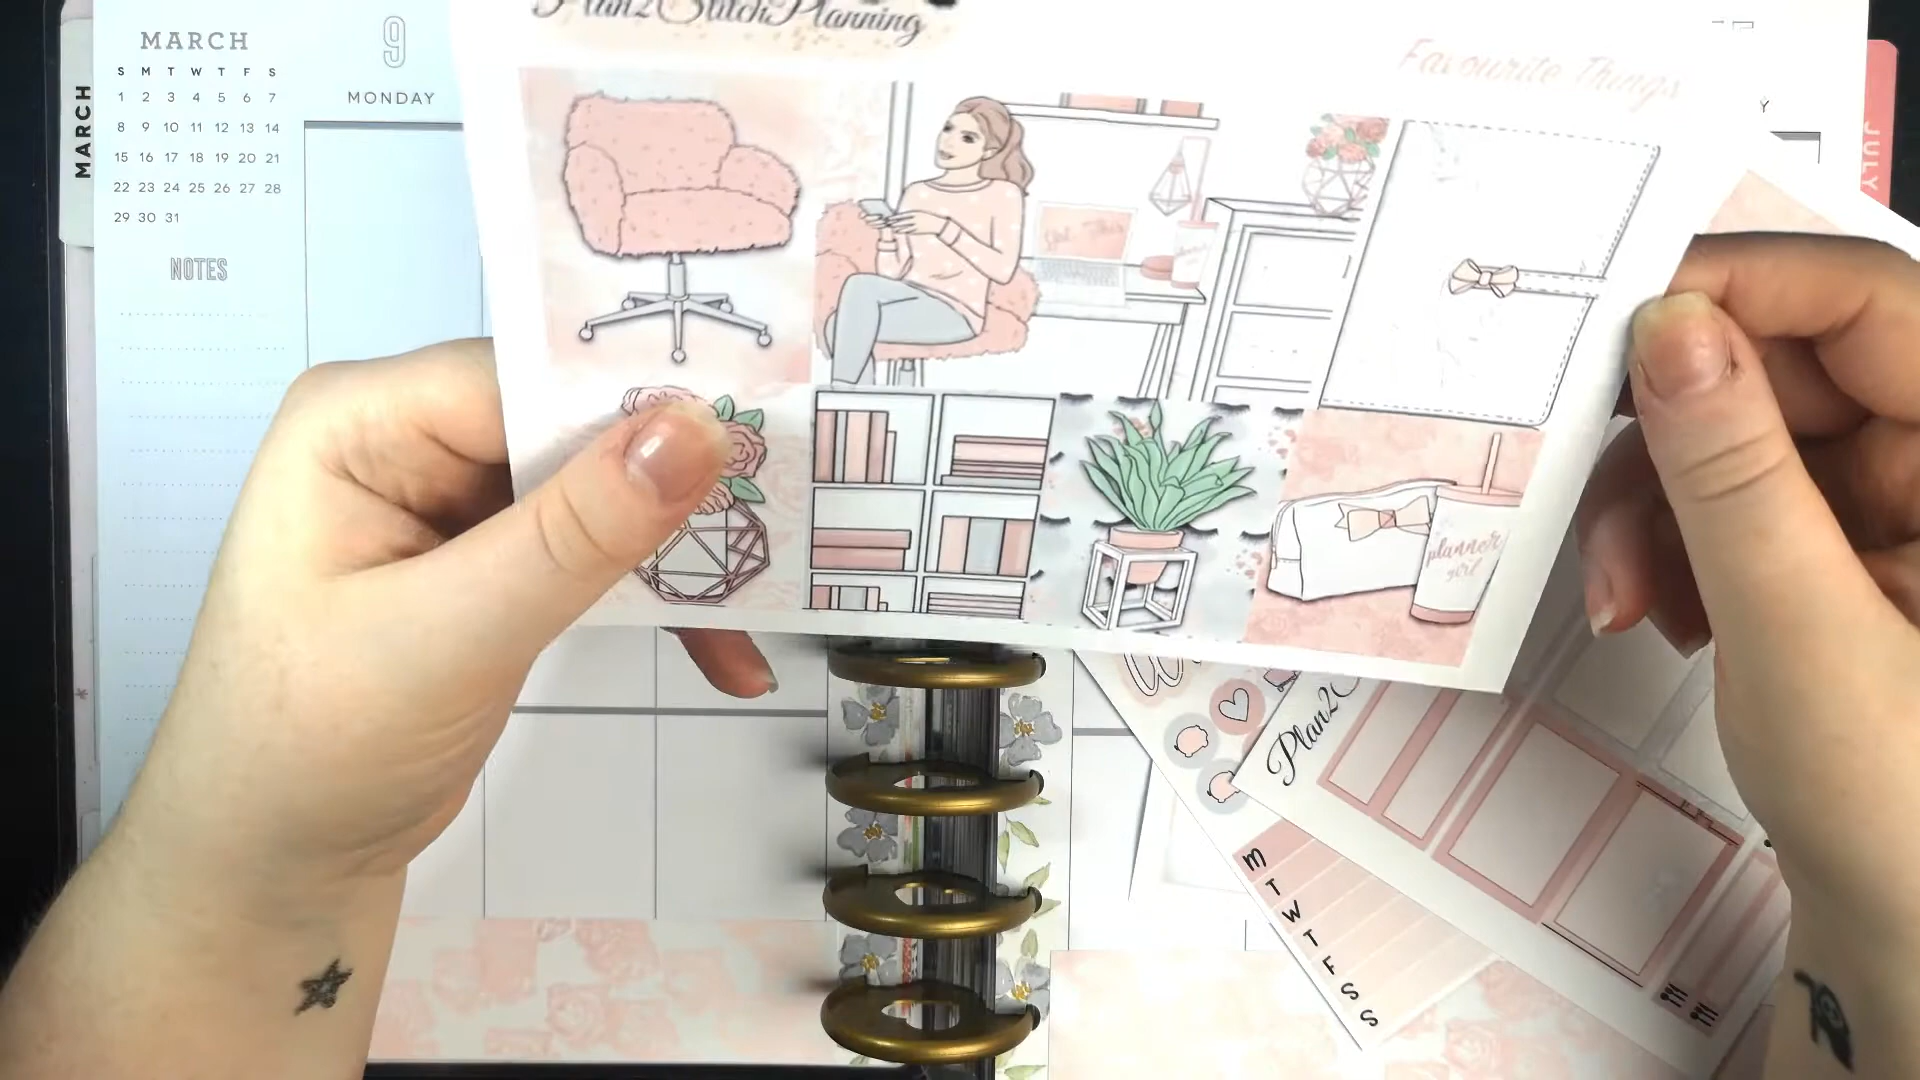 Plan2StitchPlanning
Favourite Things
MARCH
S M T W T F S
1 2 3 4 5 6 7
8 9 10 11 12 13 14
15 16 17 18 19 20 21
22 23 24 25 26 27 28
29 30 31
NOTES
MARCH
9
MONDAY
Y
JULY
planner
girl
Plan2
M
T
W
T
F
S
S